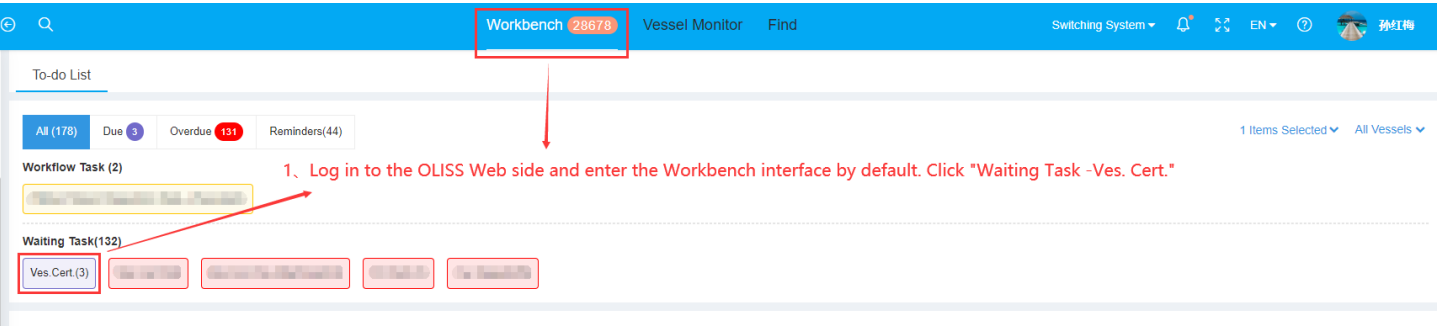 Workbench 28678 Vessel Monitor Find Switching System EN 孙红梅
To-do List
All (178) Due 3 Overdue 131 Reminders(44) 1 Items Selected All Vessels
Workflow Task (2)
1、Log in to the OLISS Web side and enter the Workbench interface by default. Click "Waiting Task -Ves. Cert."
Waiting Task(132)
Ves.Cert.(3)